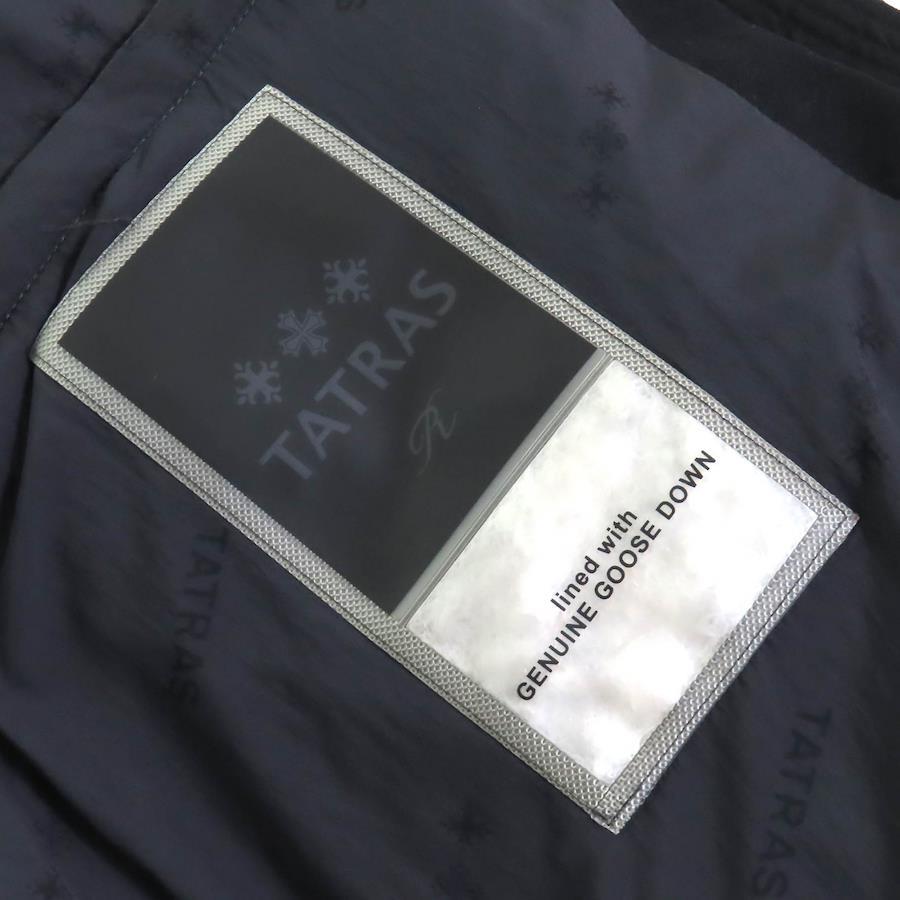 TATRAS
R
lined with
GENUINE GOOSE DOWN
TATRAS
TATRAS